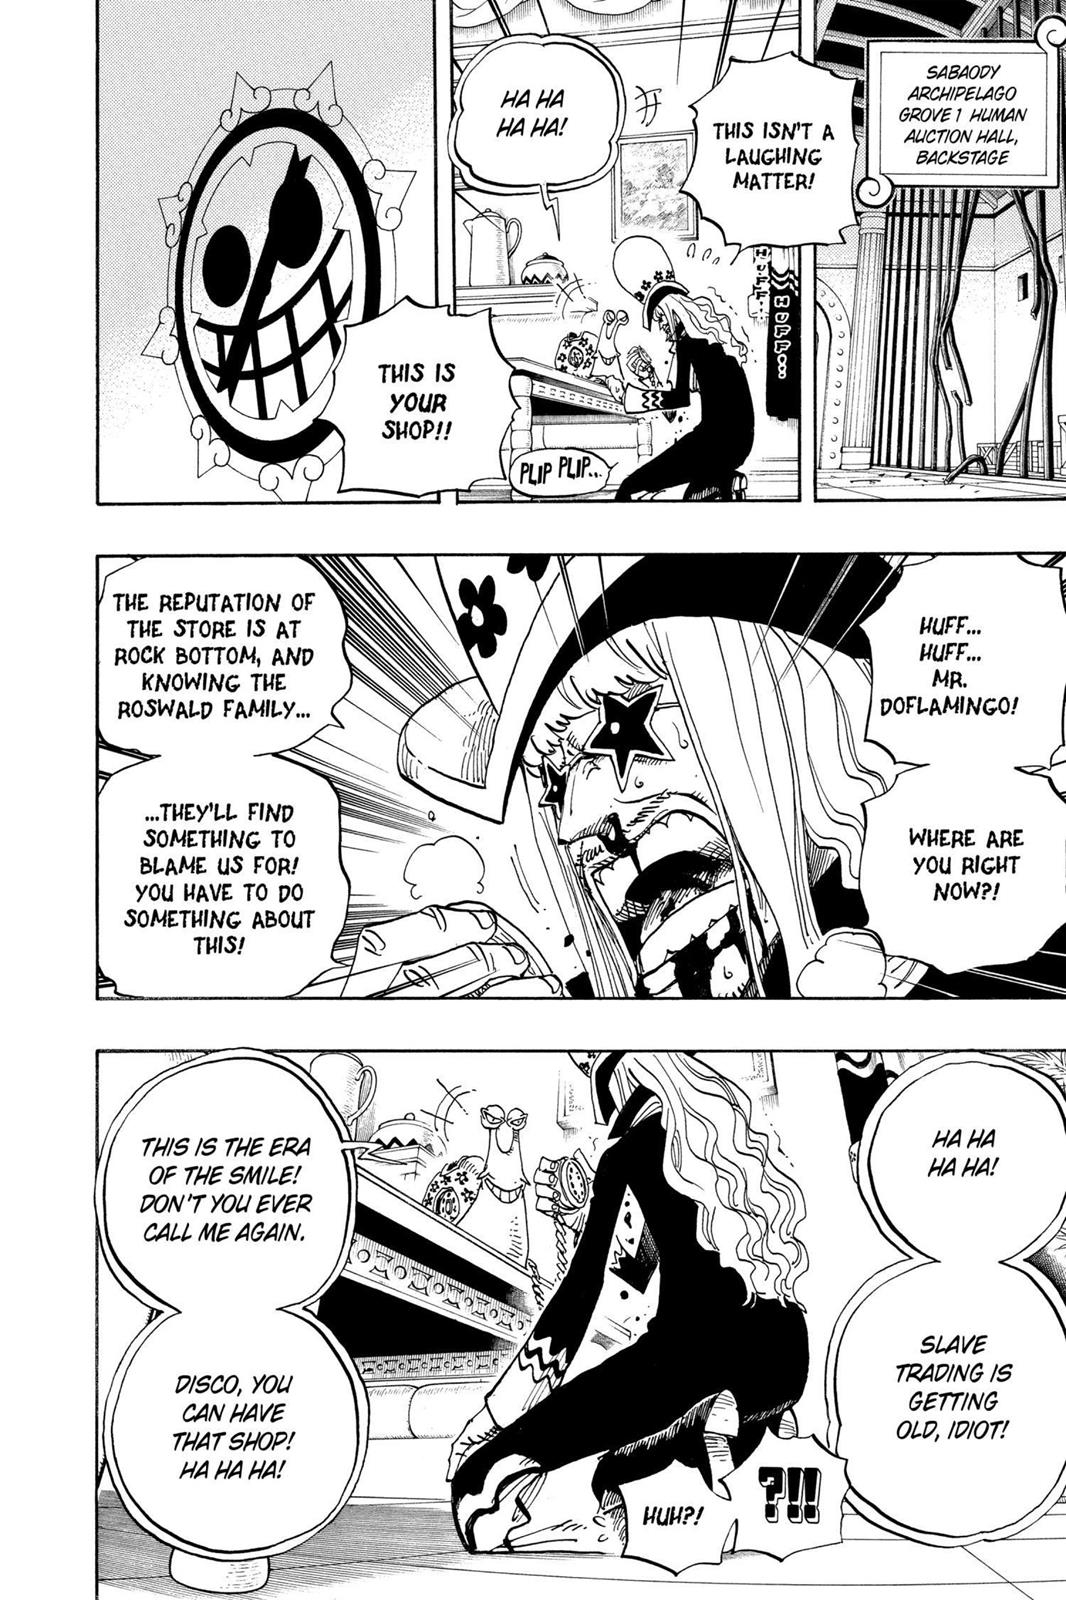 SABAODY
ARCHIPELAGO
GROVE 1 HUMAN
AUCTION HALL,
BACKSTAGE
THIS ISN'T A
LAUGHING
MATTER!
HA HA
HA HA!
HUFF..
HUFF..
PLIP PLIP...
THIS IS
YOUR
SHOP!!
HUFF...
HUFF...
MR.
DOFLAMINGO!
WHERE ARE
YOU RIGHT
NOW?!
THE REPUTATION OF
THE STORE IS AT
ROCK BOTTOM, AND
KNOWING THE
ROSWALD FAMILY...
...THEY'LL FIND
SOMETHING TO
BLAME US FOR!
YOU HAVE TO DO
SOMETHING ABOUT
THIS!
HA HA
HA HA!
SLAVE
TRADING IS
GETTING
OLD, IDIOT!
?!!
HUH?!
THIS IS THE ERA
OF THE SMILE!
DON'T YOU EVER
CALL ME AGAIN.
DISCO, YOU
CAN HAVE
THAT SHOP!
HA HA HA!